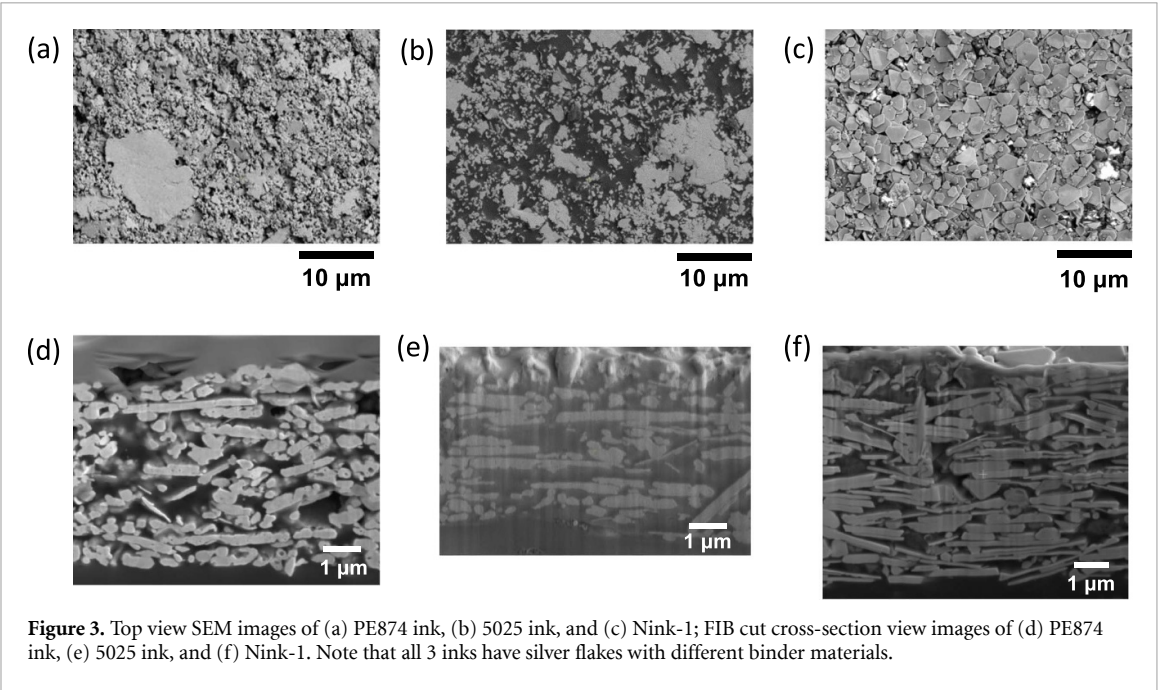 (a)
(b)
(c)
10 μm
10 μm
10 μm
(d)
(e)
(f)
1 μm
1 μm
1 μm
Figure 3. Top view SEM images of (a) PE874 ink, (b) 5025 ink, and (c) Nink-1; FIB cut cross-section view images of (d) PE874
ink, (e) 5025 ink, and (f) Nink-1. Note that all 3 inks have silver flakes with different binder materials.